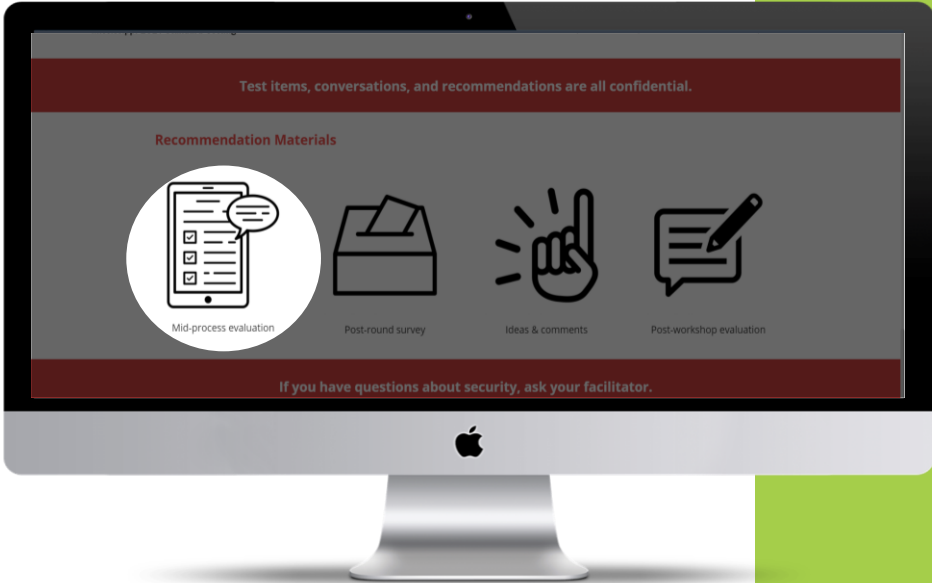 Test items, conversations, and recommendations are all confidential.
Recommendation Materials
Mid-process evaluation
Post-round survey
Ideas & comments
Post-workshop evaluation
If you have questions about security, ask your facilitator.